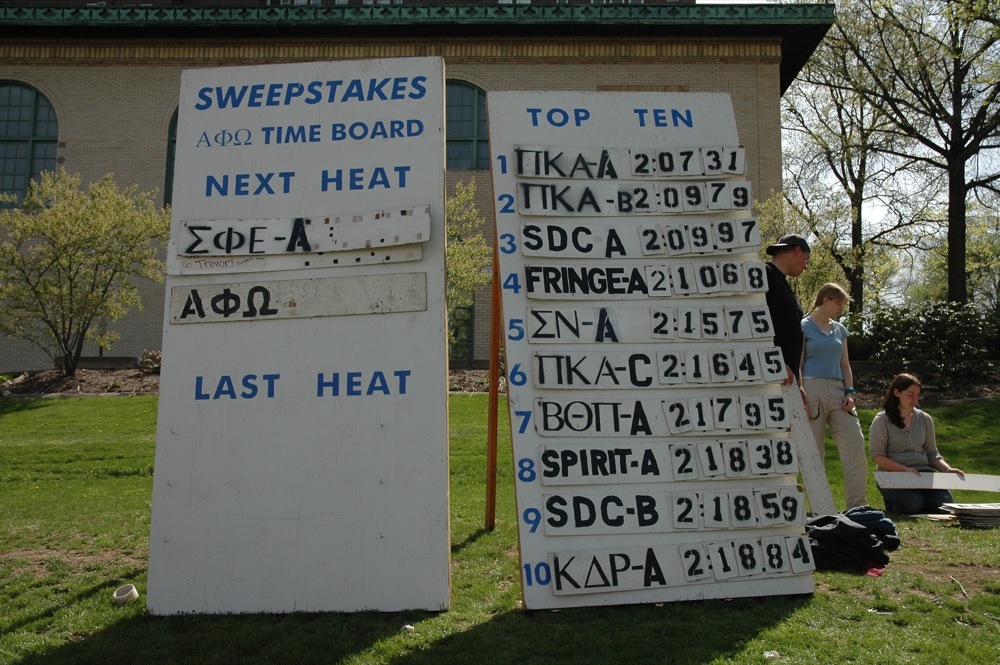 SWEEPSTAKES
ΑΦΩ TIME BOARD
NEXT HEAT
ΣΦΕ-A
Go Trevor!
ΑΦΩ
LAST HEAT
TOP TEN
1 ΠΚΑ-A 2:07.31
2 ΠΚΑ-B 2:09.79
3 SDC A 2:09.97
4 FRINGE-A 2:10.68
5 ΣΝ-A 2:15.75
6 ΠΚΑ-C 2:16.45
7 ΒΘΠ-A 2:17.95
8 SPIRIT-A 2:18.38
9 SDC-B 2:18.59
10 ΚΔΡ-A 2:18.84